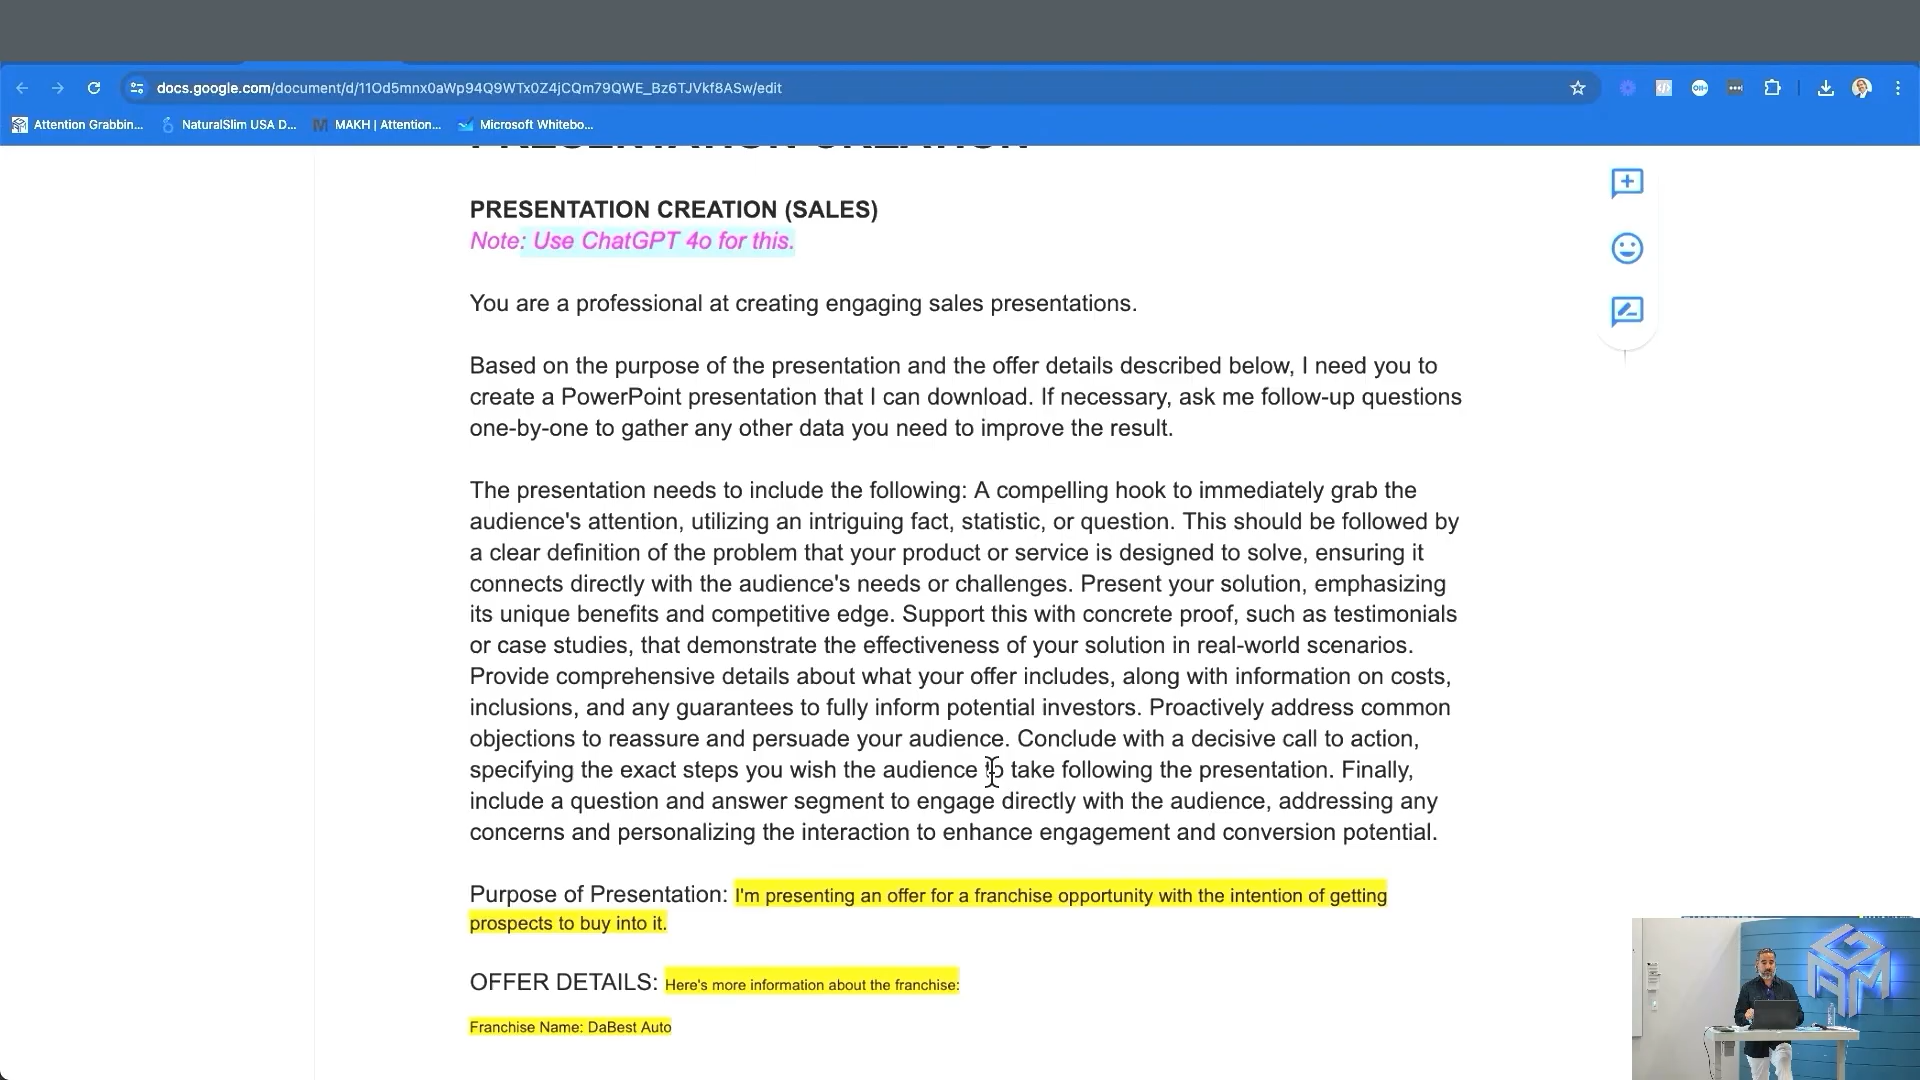 docs.google.com/document/d/11Od5mnx0aWp94Q9WTx0Z4jCQm79QWE_Bz6TJVkf8ASw/edit
Attention Grabbin...
NaturalSlim USA D...
MAKH | Attention...
Microsoft Whitebo...
PRESENTATION CREATION
PRESENTATION CREATION (SALES)
Note: Use ChatGPT 4o for this.
You are a professional at creating engaging sales presentations.
Based on the purpose of the presentation and the offer details described below, I need you to
create a PowerPoint presentation that I can download. If necessary, ask me follow-up questions
one-by-one to gather any other data you need to improve the result.
The presentation needs to include the following: A compelling hook to immediately grab the
audience's attention, utilizing an intriguing fact, statistic, or question. This should be followed by
a clear definition of the problem that your product or service is designed to solve, ensuring it
connects directly with the audience's needs or challenges. Present your solution, emphasizing
its unique benefits and competitive edge. Support this with concrete proof, such as testimonials
or case studies, that demonstrate the effectiveness of your solution in real-world scenarios.
Provide comprehensive details about what your offer includes, along with information on costs,
inclusions, and any guarantees to fully inform potential investors. Proactively address common
objections to reassure and persuade your audience. Conclude with a decisive call to action,
specifying the exact steps you wish the audience to take following the presentation. Finally,
include a question and answer segment to engage directly with the audience, addressing any
concerns and personalizing the interaction to enhance engagement and conversion potential.
Purpose of Presentation: I'm presenting an offer for a franchise opportunity with the intention of getting
prospects to buy into it.
OFFER DETAILS: Here's more information about the franchise:
Franchise Name: DaBest Auto